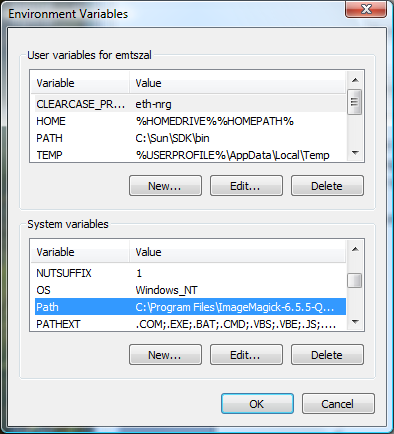 Environment Variables
User variables for emtszal
Variable Value
CLEARCASE_PR... eth-nrg
HOME %HOMEDRIVE%%HOMEPATH%
PATH C:\Sun\SDK\bin
TEMP %USERPROFILE%\AppData\Local\Temp
New... Edit... Delete
System variables
Variable Value
NUTSUFFIX 1
OS Windows_NT
Path C:\Program Files\ImageMagick-6.5.5-Q...
PATHEXT .COM;.EXE;.BAT;.CMD;.VBS;.VBE;.JS;....
New... Edit... Delete
OK Cancel